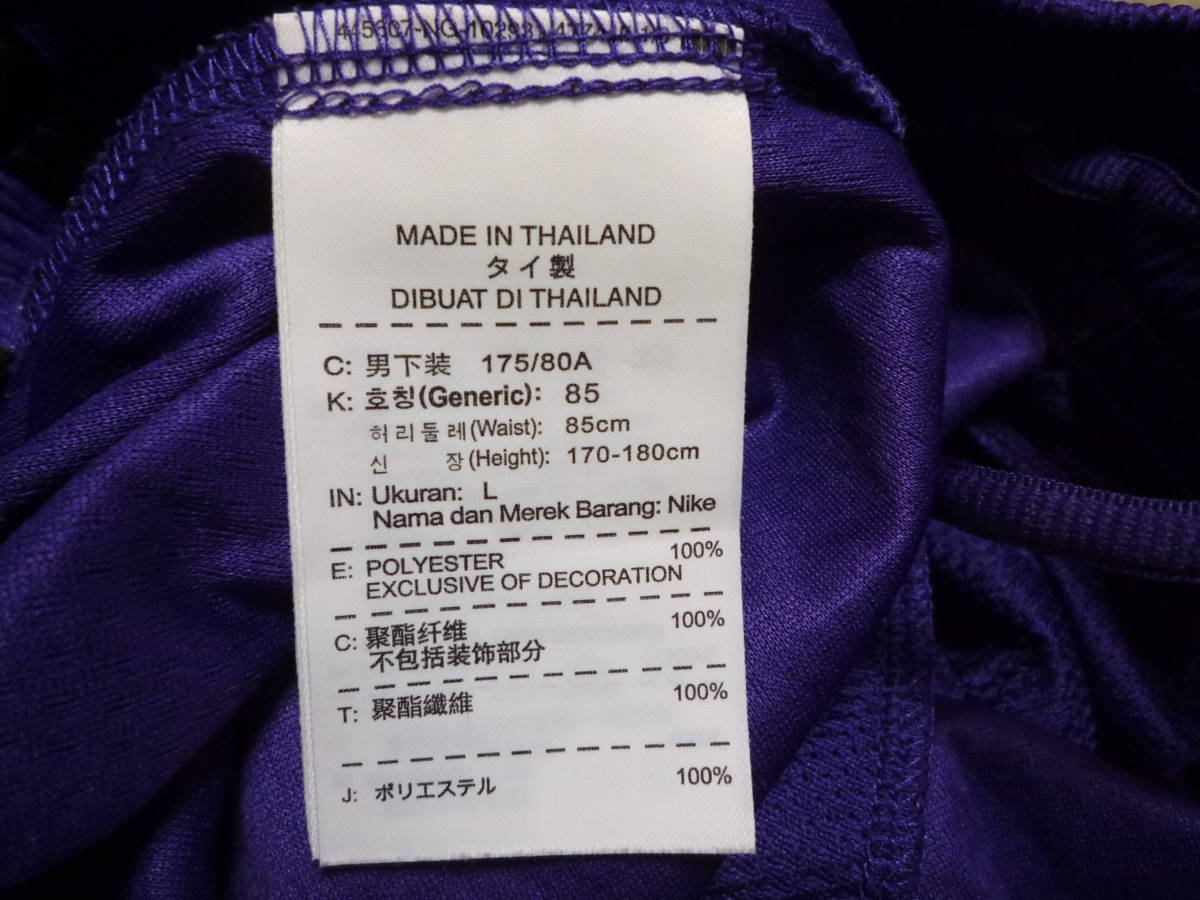 MADE IN THAILAND
タイ製
DIBUAT DI THAILAND
C: 男下装 175/80A
K: 호칭(Generic): 85
허리둘레(Waist): 85cm
신 장(Height): 170-180cm
IN: Ukuran: L
Nama dan Merek Barang: Nike
E: POLYESTER 100%
EXCLUSIVE OF DECORATION
C: 聚酯纤维 100%
不包括装饰部分
T: 聚酯纖維 100%
J: ポリエステル 100%